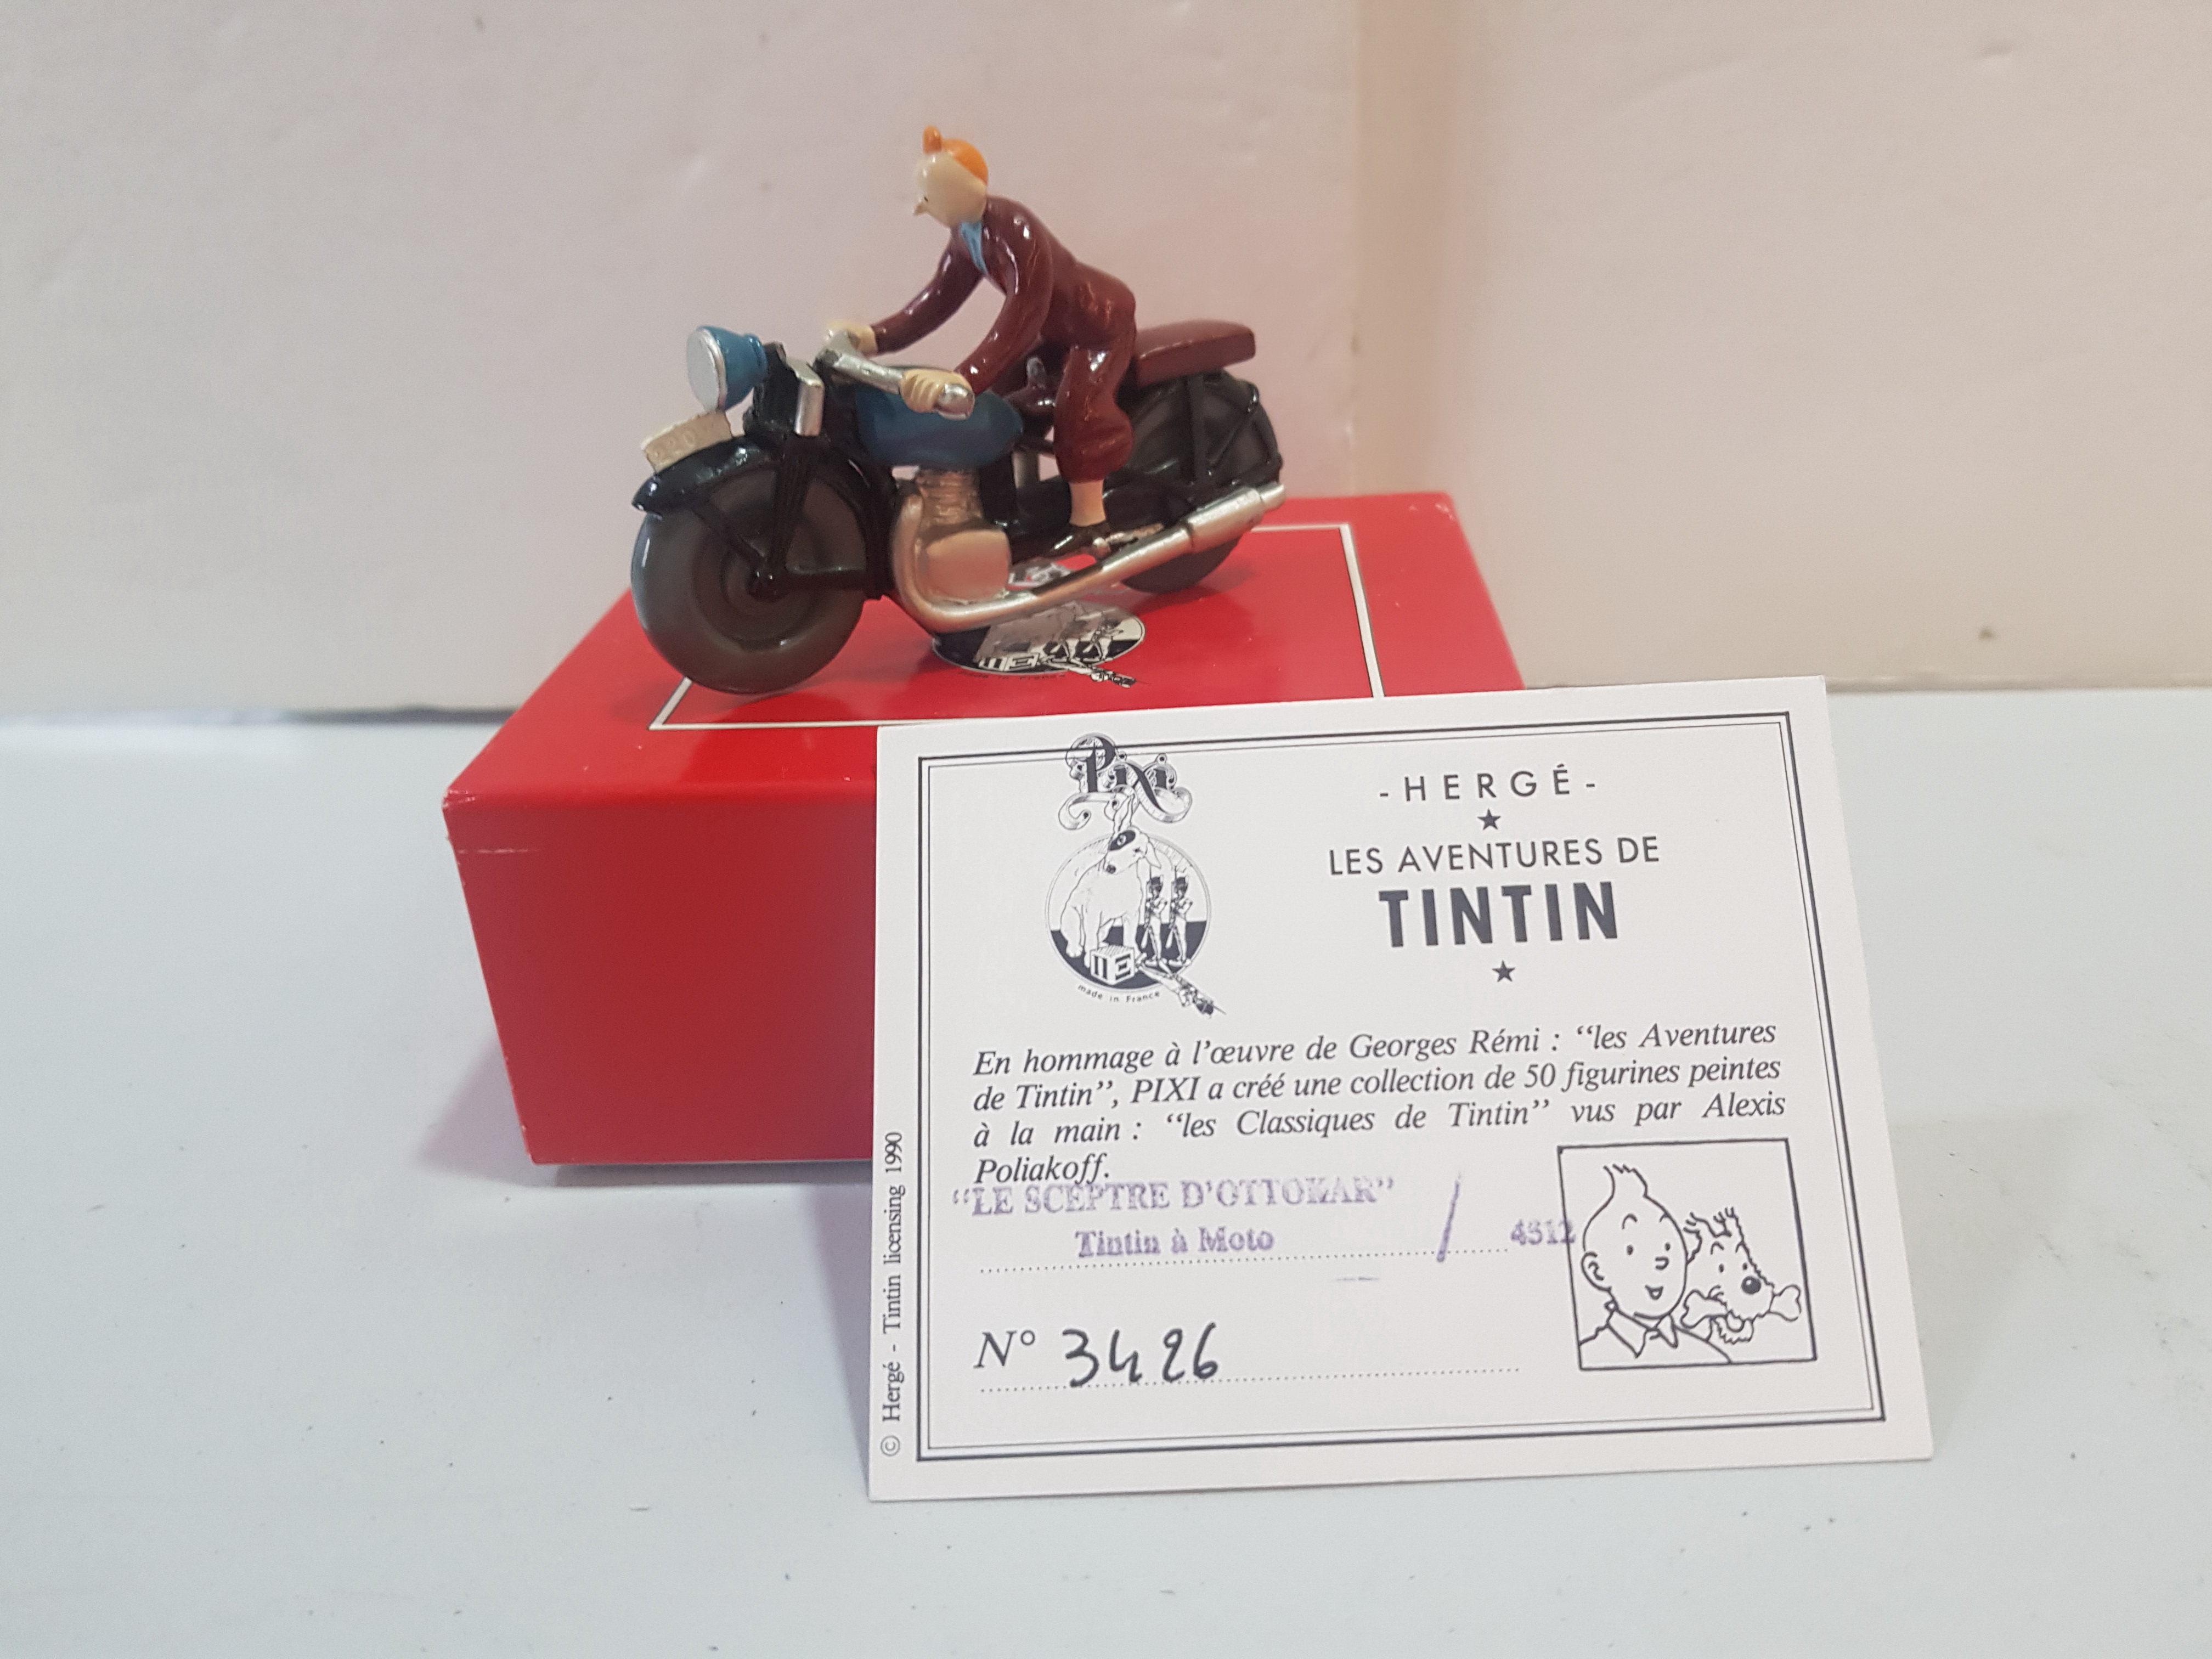 Pixi
made in France
- HERGÉ -
LES AVENTURES DE
TINTIN
En hommage à l'œuvre de Georges Rémi : “les Aventures
de Tintin”, PIXI a créé une collection de 50 figurines peintes
à la main : “les Classiques de Tintin” vus par Alexis
Poliakoff.
“LE SCEPTRE D'OTTOKAR”
Tintin à Moto / 4512
N° 3426
© Hergé - Tintin licensing 1990